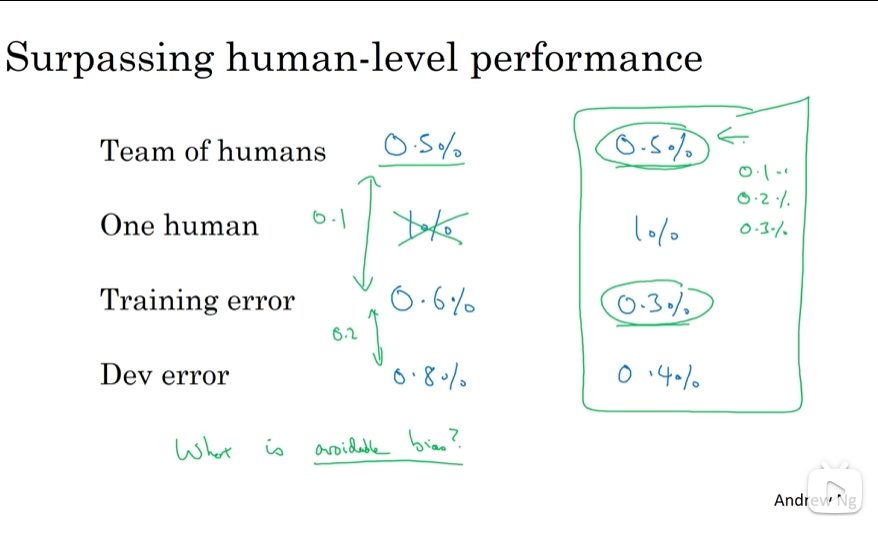 Surpassing human-level performance
Team of humans 0.5% 0.5%
0.1
0.2%
One human 0.1 1% 1% 0.3%
Training error 0.6% 0.3%
0.2
Dev error 0.8% 0.4%
What is avoidable bias?
Andrew Ng